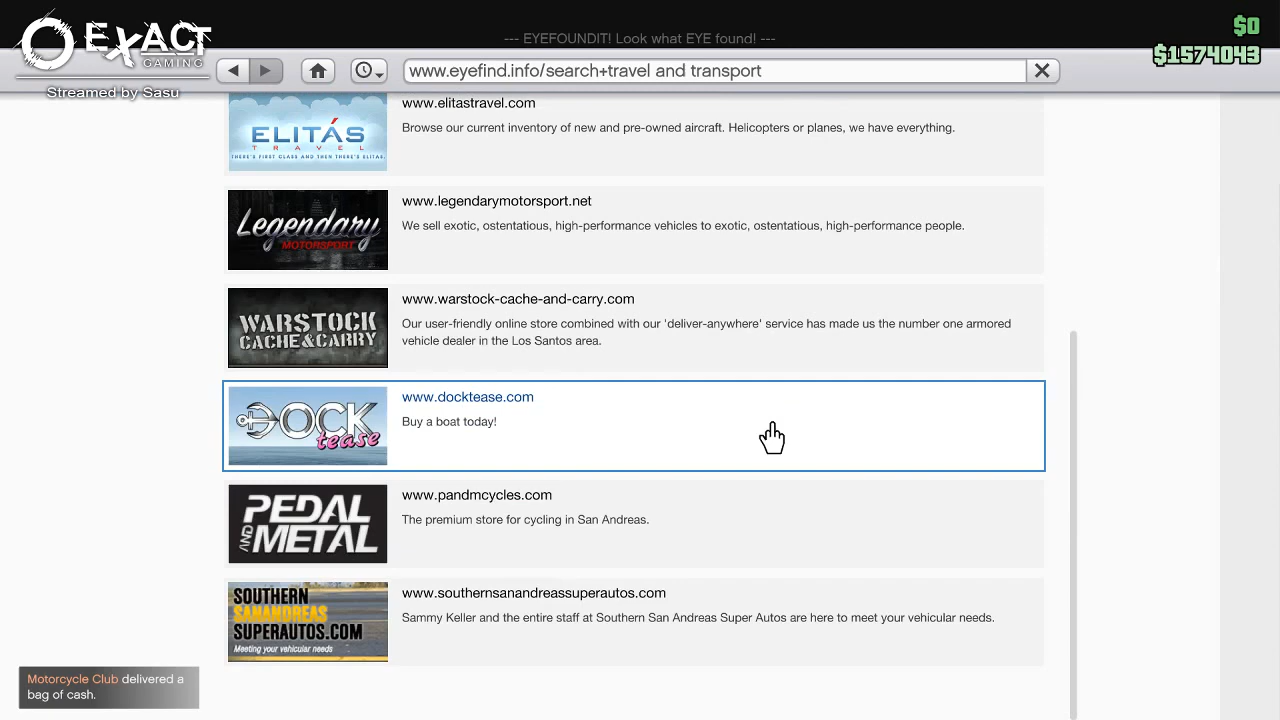 EXACT
GAMING
Streamed by Sasu
--- EYEFOUNDIT! Look what EYE found! ---
$0
$1574043
www.eyefind.info/search+travel and transport
ELITÁS
TRAVEL
THERE'S FIRST CLASS AND THEN THERE'S ELITAS.
www.elitastravel.com
Browse our current inventory of new and pre-owned aircraft. Helicopters or planes, we have everything.
Legendary
MOTORSPORT
www.legendarymotorsport.net
We sell exotic, ostentatious, high-performance vehicles to exotic, ostentatious, high-performance people.
WARSTOCK
CACHE&CARRY
www.warstock-cache-and-carry.com
Our user-friendly online store combined with our 'deliver-anywhere' service has made us the number one armored
vehicle dealer in the Los Santos area.
DOCK
tease
www.docktease.com
Buy a boat today!
PEDAL
AND METAL
www.pandmcycles.com
The premium store for cycling in San Andreas.
SOUTHERN
SANANDREAS
SUPERAUTOS.COM
Meeting your vehicular needs
www.southernsanandreassuperautos.com
Sammy Keller and the entire staff at Southern San Andreas Super Autos are here to meet your vehicular needs.
Motorcycle Club delivered a
bag of cash.